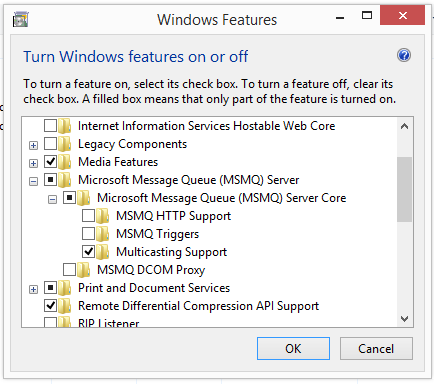 Windows Features
Turn Windows features on or off
To turn a feature on, select its check box. To turn a feature off, clear its
check box. A filled box means that only part of the feature is turned on.
Internet Information Services Hostable Web Core
Legacy Components
Media Features
Microsoft Message Queue (MSMQ) Server
Microsoft Message Queue (MSMQ) Server Core
MSMQ HTTP Support
MSMQ Triggers
Multicasting Support
MSMQ DCOM Proxy
Print and Document Services
Remote Differential Compression API Support
RIP Listener
OK Cancel